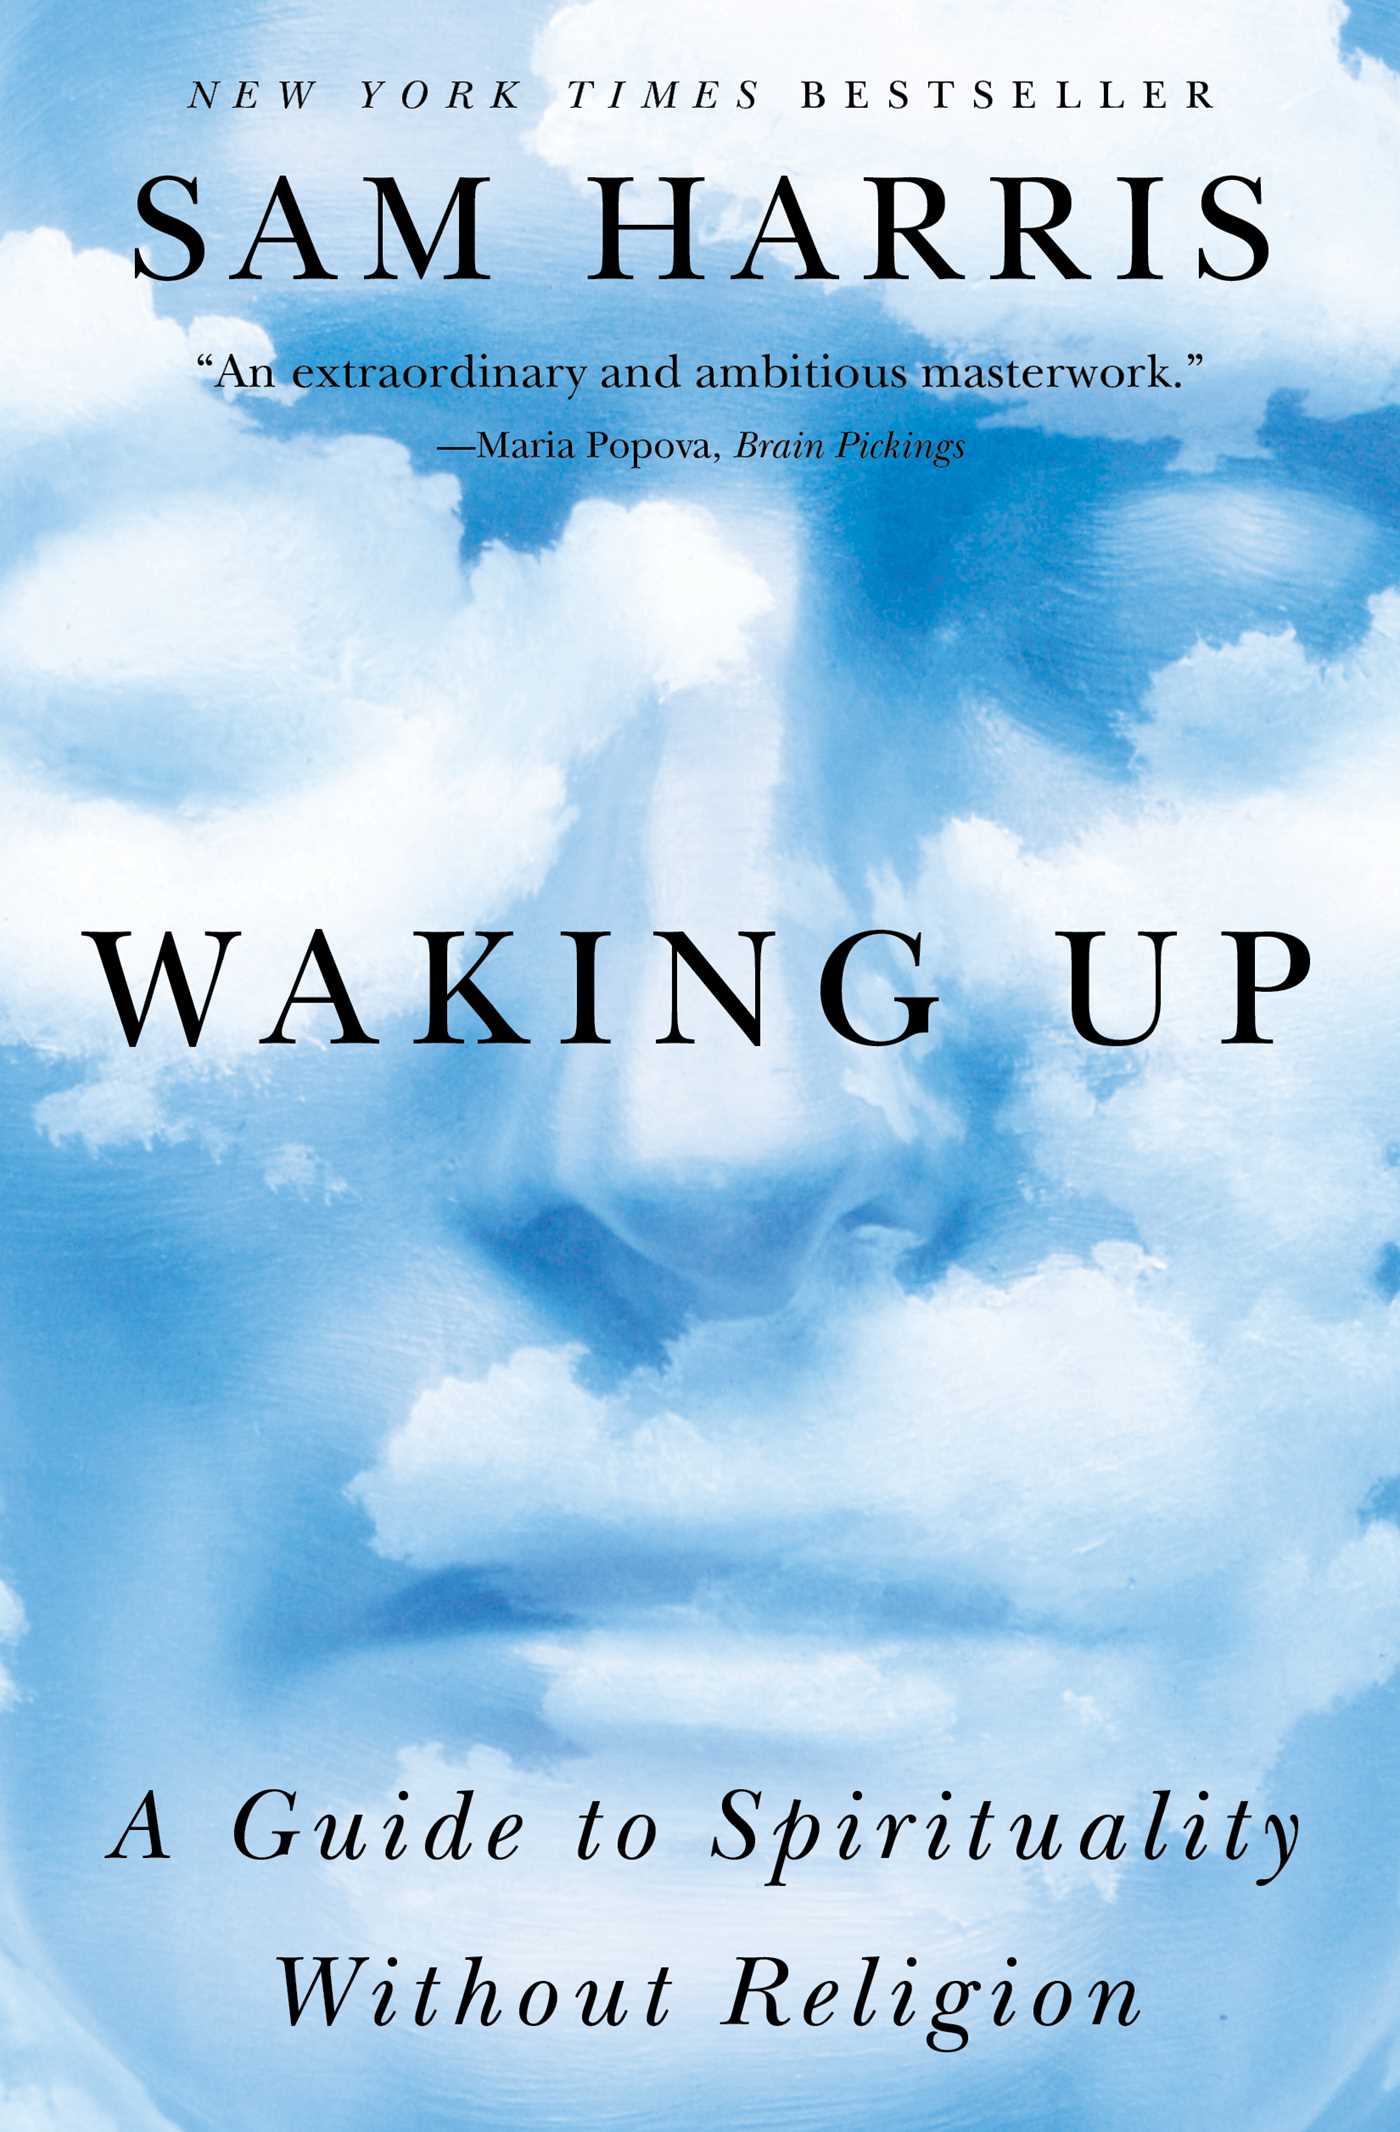 NEW YORK TIMES BESTSELLER
SAM HARRIS
“An extraordinary and ambitious masterwork.”
—Maria Popova, Brain Pickings
WAKING UP
A Guide to Spirituality
Without Religion